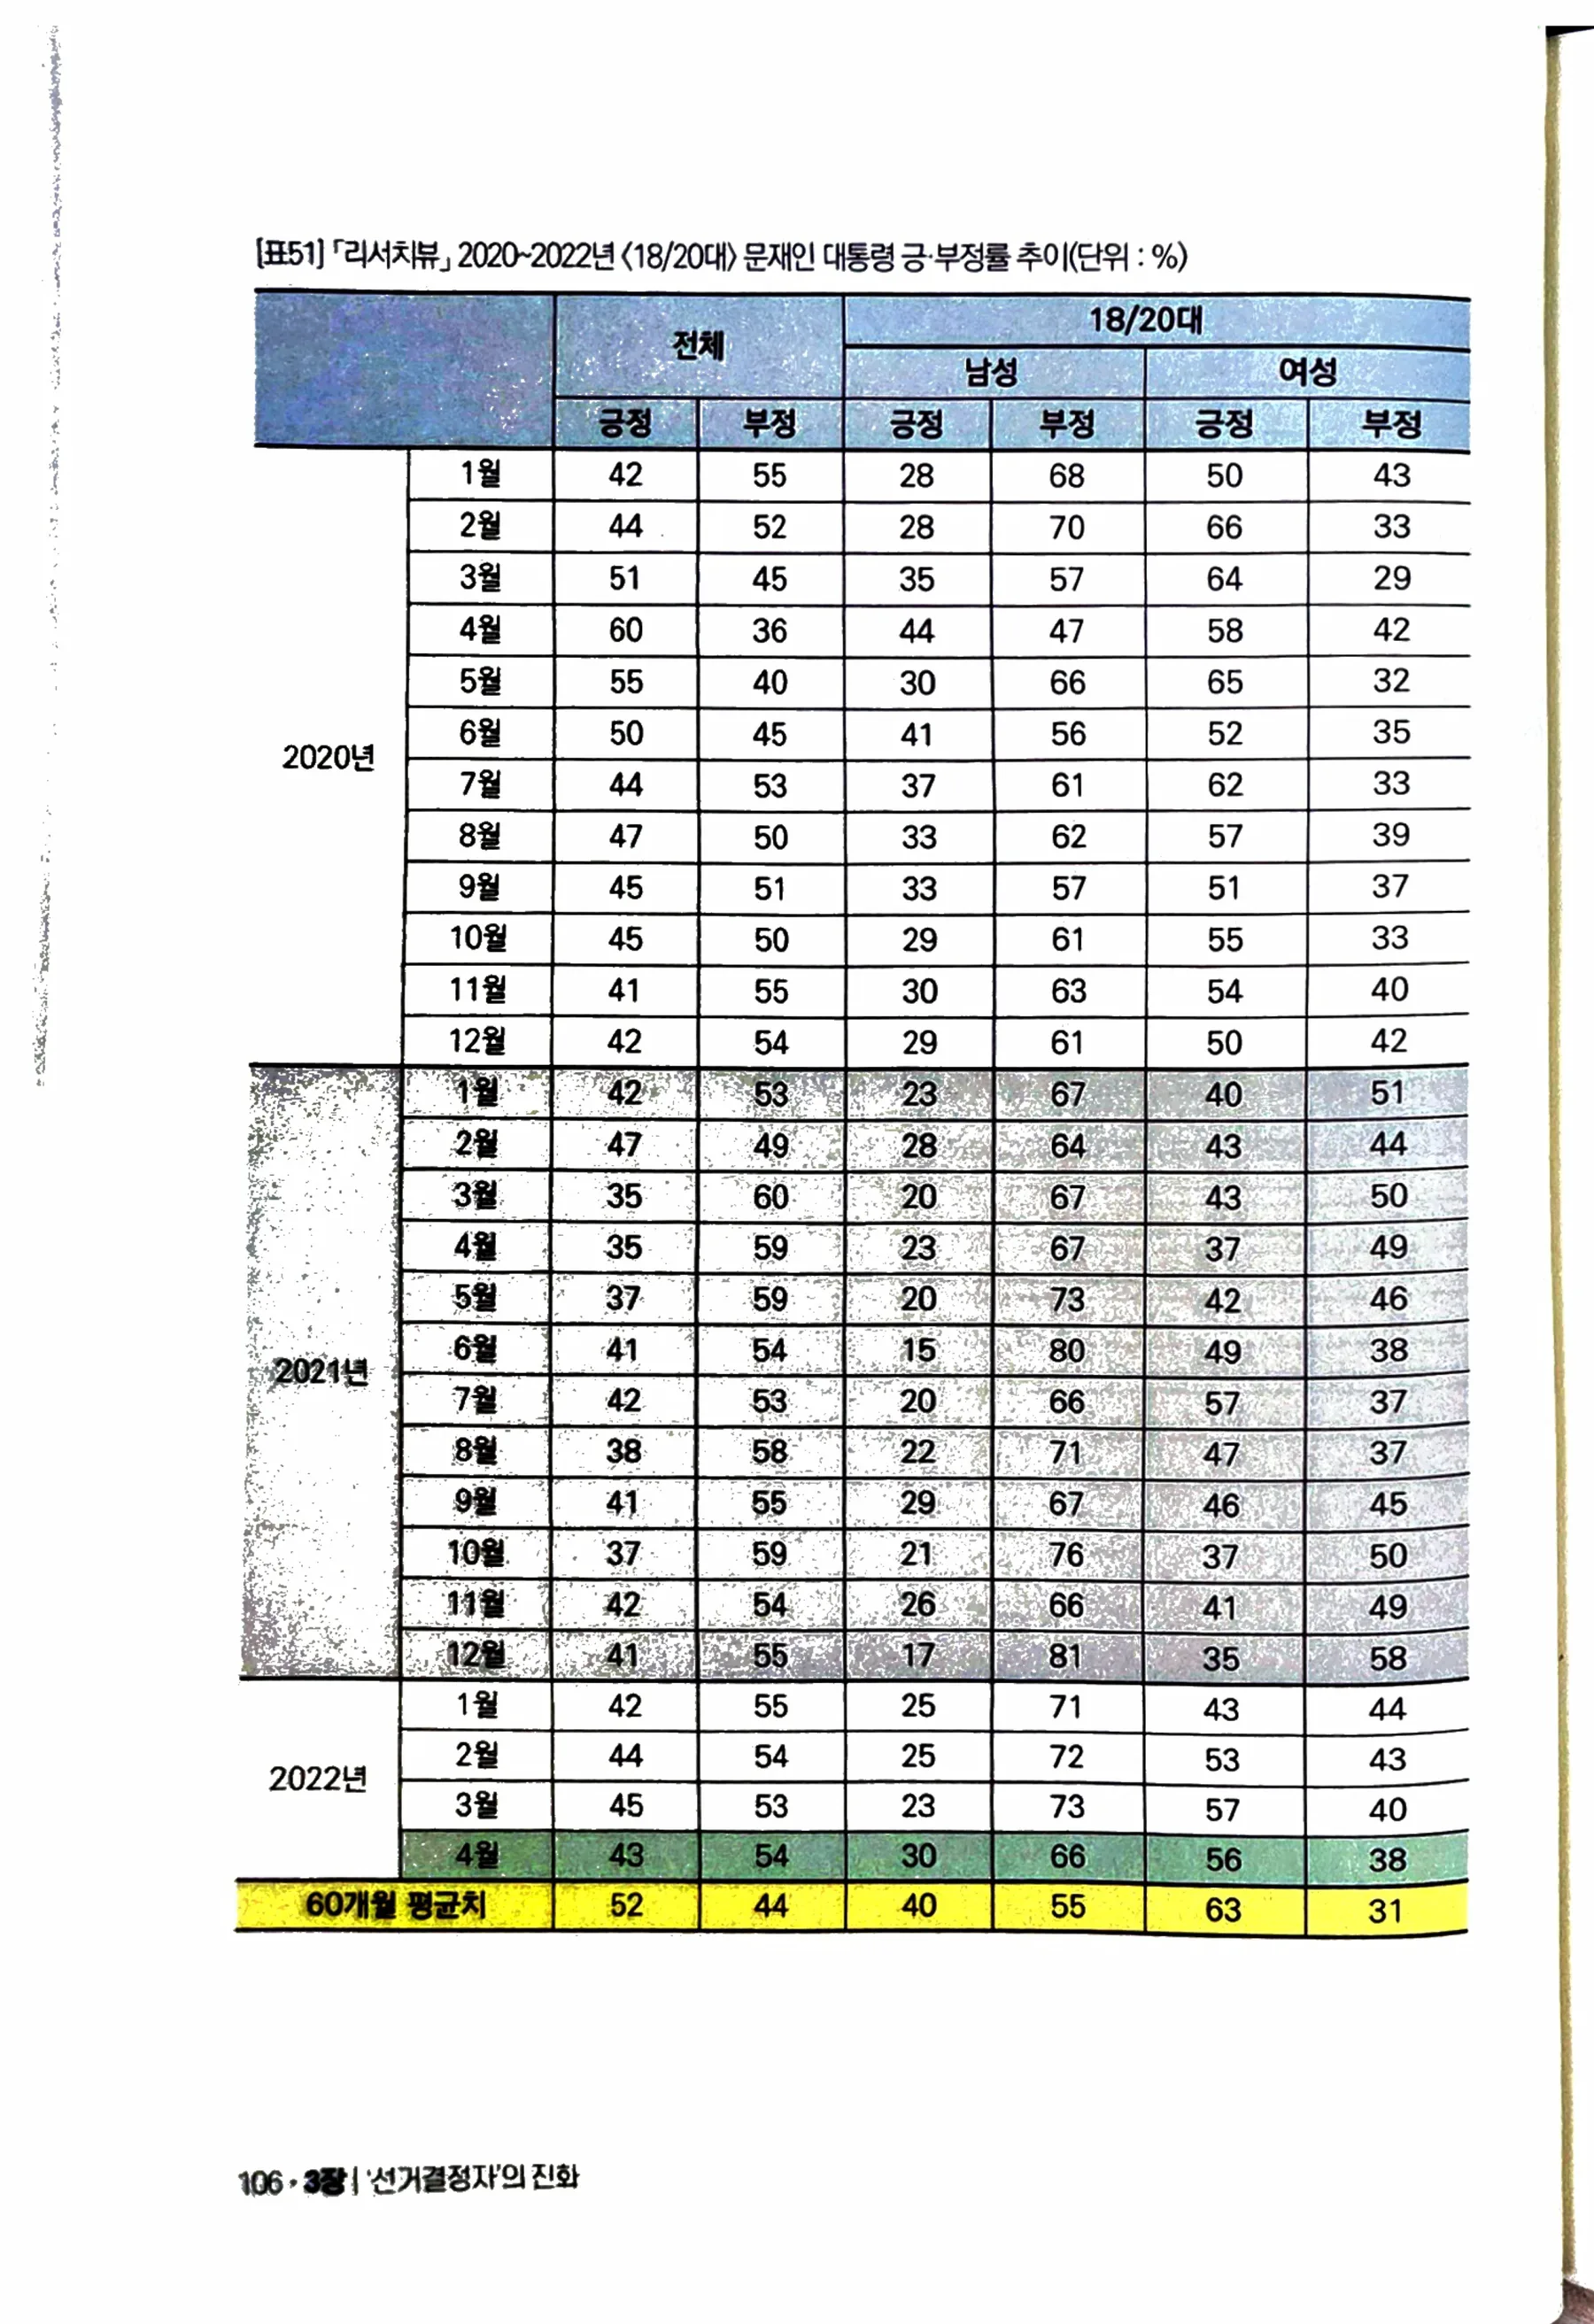 [표51] 「리서치뷰」 2020~2022년 〈18/20대〉 문재인 대통령 긍·부정률 추이(단위 : %)
전체 18/20대
남성 여성
긍정 부정 긍정 부정 긍정 부정
2020년
1월 42 55 28 68 50 43
2월 44 52 28 70 66 33
3월 51 45 35 57 64 29
4월 60 36 44 47 58 42
5월 55 40 30 66 65 32
6월 50 45 41 56 52 35
7월 44 53 37 61 62 33
8월 47 50 33 62 57 39
9월 45 51 33 57 51 37
10월 45 50 29 61 55 33
11월 41 55 30 63 54 40
12월 42 54 29 61 50 42
2021년
1월 42 53 23 67 40 51
2월 47 49 28 64 43 44
3월 35 60 20 67 43 50
4월 35 59 23 67 37 49
5월 37 59 20 73 42 46
6월 41 54 15 80 49 38
7월 42 53 20 66 57 37
8월 38 58 22 71 47 37
9월 41 55 29 67 46 45
10월 37 59 21 76 37 50
11월 42 54 26 66 41 49
12월 41 55 17 81 35 58
2022년
1월 42 55 25 71 43 44
2월 44 54 25 72 53 43
3월 45 53 23 73 57 40
4월 43 54 30 66 56 38
60개월 평균치 52 44 40 55 63 31
106 · 3장 | '선거결정자'의 진화